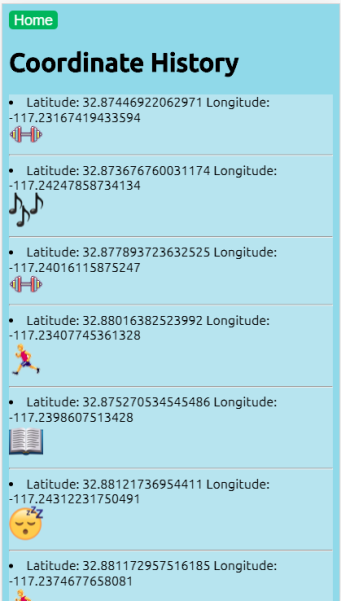 Home
Coordinate History
• Latitude: 32.87446922062971 Longitude:
-117.23167419433594
• Latitude: 32.873676760031174 Longitude:
-117.24247858734134
• Latitude: 32.877893723632525 Longitude:
-117.24016115875247
• Latitude: 32.88016382523992 Longitude:
-117.23407745361328
• Latitude: 32.875270534545486 Longitude:
-117.2398607513428
• Latitude: 32.88121736954411 Longitude:
-117.24312231750491
• Latitude: 32.881172957516185 Longitude:
-117.2374677658081